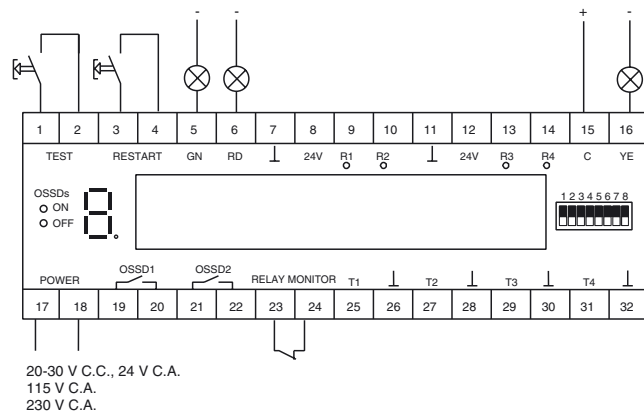 - - + -
1 2 3 4 5 6 7 8 9 10 11 12 13 14 15 16
TEST RESTART GN RD 24V R1 R2 24V R3 R4 C YE
OSSDs
ON
OFF
8.
1 2 3 4 5 6 7 8
POWER OSSD1 OSSD2 RELAY MONITOR T1 T2 T3 T4
17 18 19 20 21 22 23 24 25 26 27 28 29 30 31 32
20-30 V C.C., 24 V C.A.
115 V C.A.
230 V C.A.